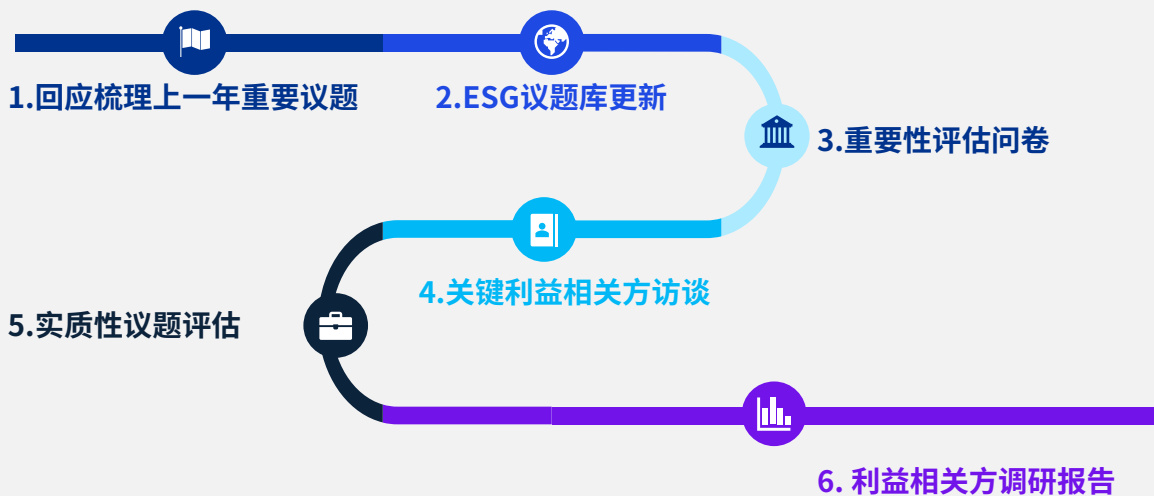 1.回应梳理上一年重要议题
2.ESG议题库更新
3.重要性评估问卷
4.关键利益相关方访谈
5.实质性议题评估
6. 利益相关方调研报告